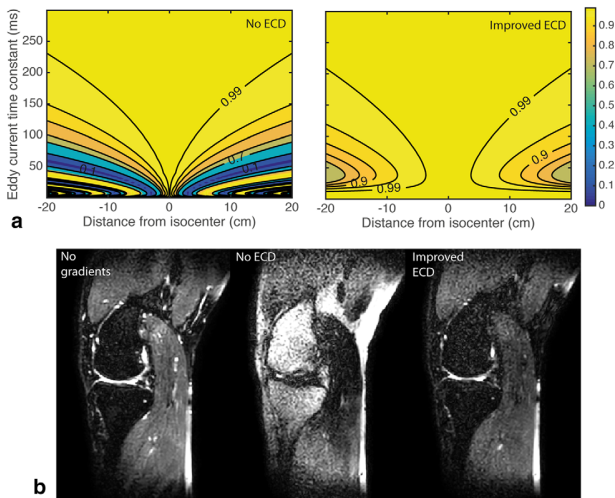 No ECD
Improved ECD
Eddy current time constant (ms)
300
250
200
150
100
50
0.99
0.7
0.1
0.99
0.9
0.9
0.99
0.9
0.8
0.7
0.6
0.5
0.4
0.3
0.2
0.1
0
-20 -10 0 10 20
-20 -10 0 10 20
Distance from isocenter (cm)
Distance from isocenter (cm)
a
No
gradients
No ECD
Improved
ECD
b